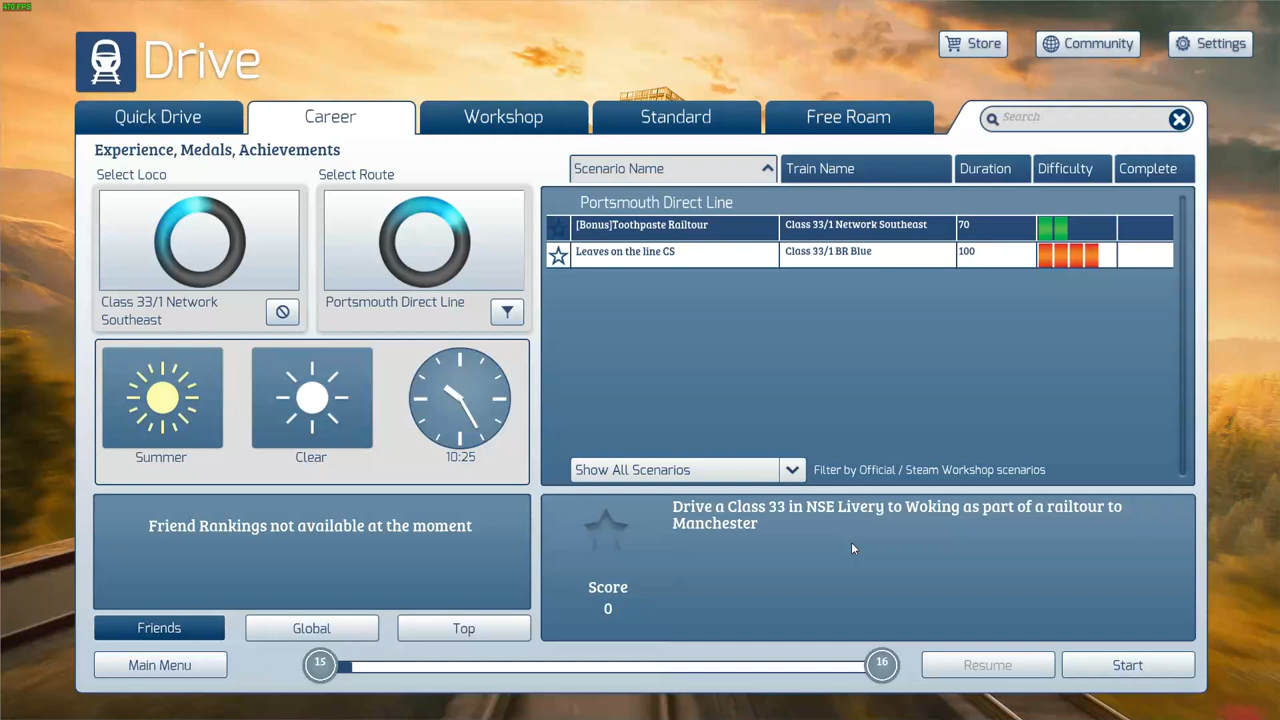 470 FPS
Drive
Store
Community
Settings
Quick Drive
Career
Workshop
Standard
Free Roam
Search
Experience, Medals, Achievements
Select Loco
Select Route
Class 33/1 Network
Southeast
Portsmouth Direct Line
Summer
Clear
10:25
Scenario Name
Train Name
Duration
Difficulty
Complete
Portsmouth Direct Line
[Bonus]Toothpaste Railtour
Class 33/1 Network Southeast
70
Leaves on the line CS
Class 33/1 BR Blue
100
Show All Scenarios
Filter by Official / Steam Workshop scenarios
Friend Rankings not available at the moment
Drive a Class 33 in NSE Livery to Woking as part of a railtour to
Manchester
Score
0
Friends
Global
Top
Main Menu
15
16
Resume
Start